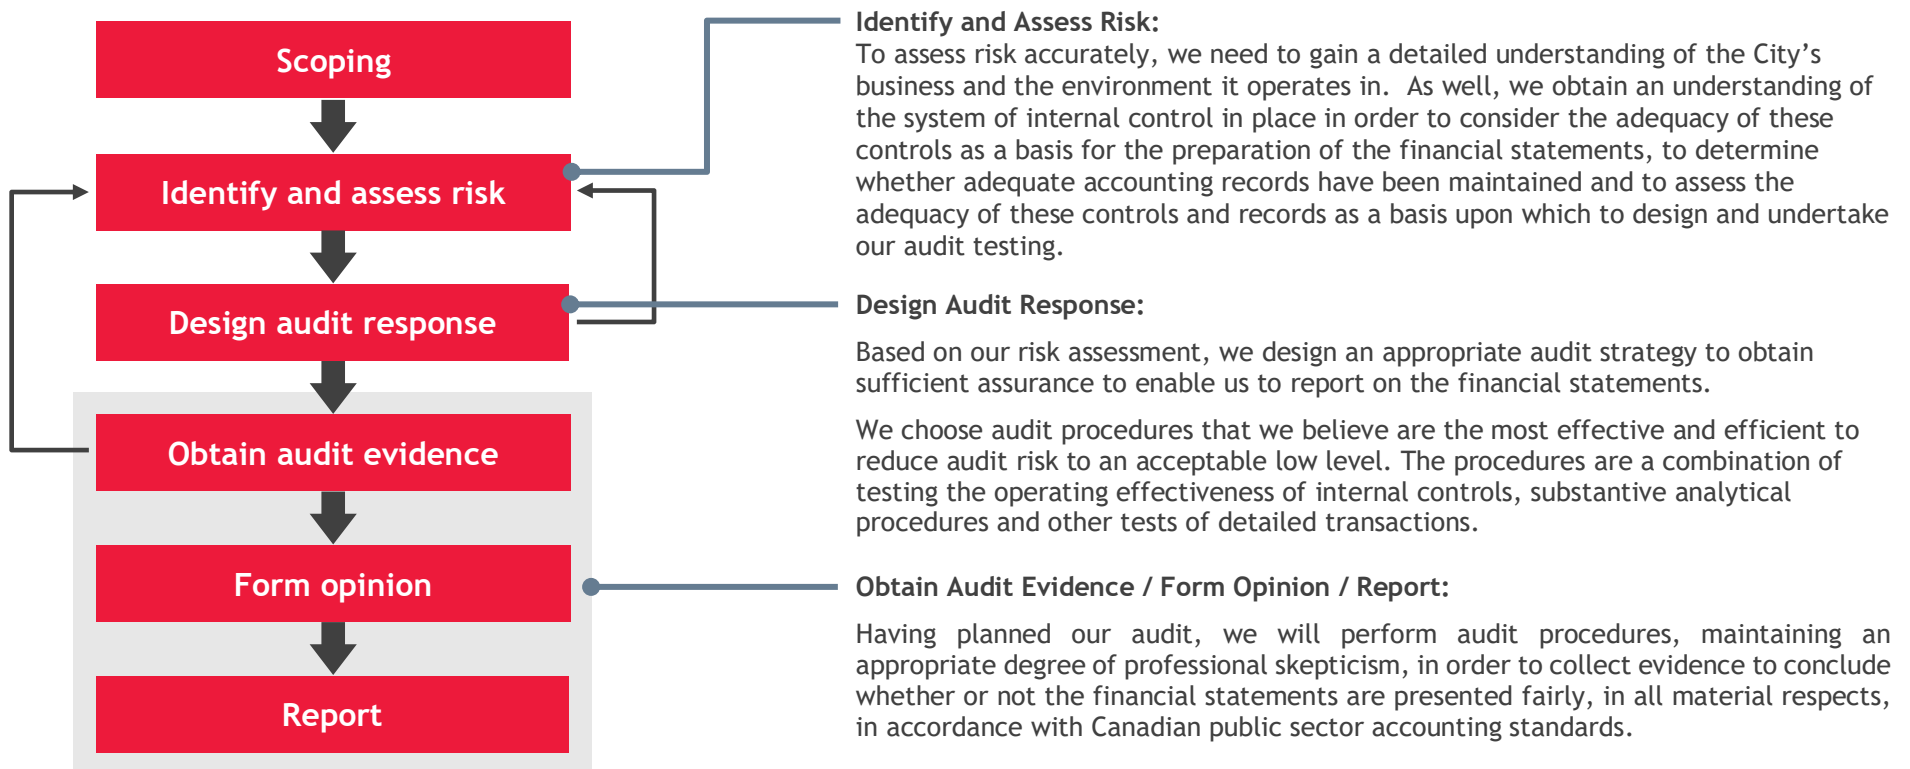 Scoping
Identify and assess risk
Design audit response
Obtain audit evidence
Form opinion
Report
Identify and Assess Risk:
To assess risk accurately, we need to gain a detailed understanding of the City’s
business and the environment it operates in.  As well, we obtain an understanding of
the system of internal control in place in order to consider the adequacy of these
controls as a basis for the preparation of the financial statements, to determine
whether adequate accounting records have been maintained and to assess the
adequacy of these controls and records as a basis upon which to design and undertake
our audit testing.
Design Audit Response:
Based on our risk assessment, we design an appropriate audit strategy to obtain
sufficient assurance to enable us to report on the financial statements.
We choose audit procedures that we believe are the most effective and efficient to
reduce audit risk to an acceptable low level. The procedures are a combination of
testing the operating effectiveness of internal controls, substantive analytical
procedures and other tests of detailed transactions.
Obtain Audit Evidence / Form Opinion / Report:
Having planned our audit, we will perform audit procedures, maintaining an
appropriate degree of professional skepticism, in order to collect evidence to conclude
whether or not the financial statements are presented fairly, in all material respects,
in accordance with Canadian public sector accounting standards.